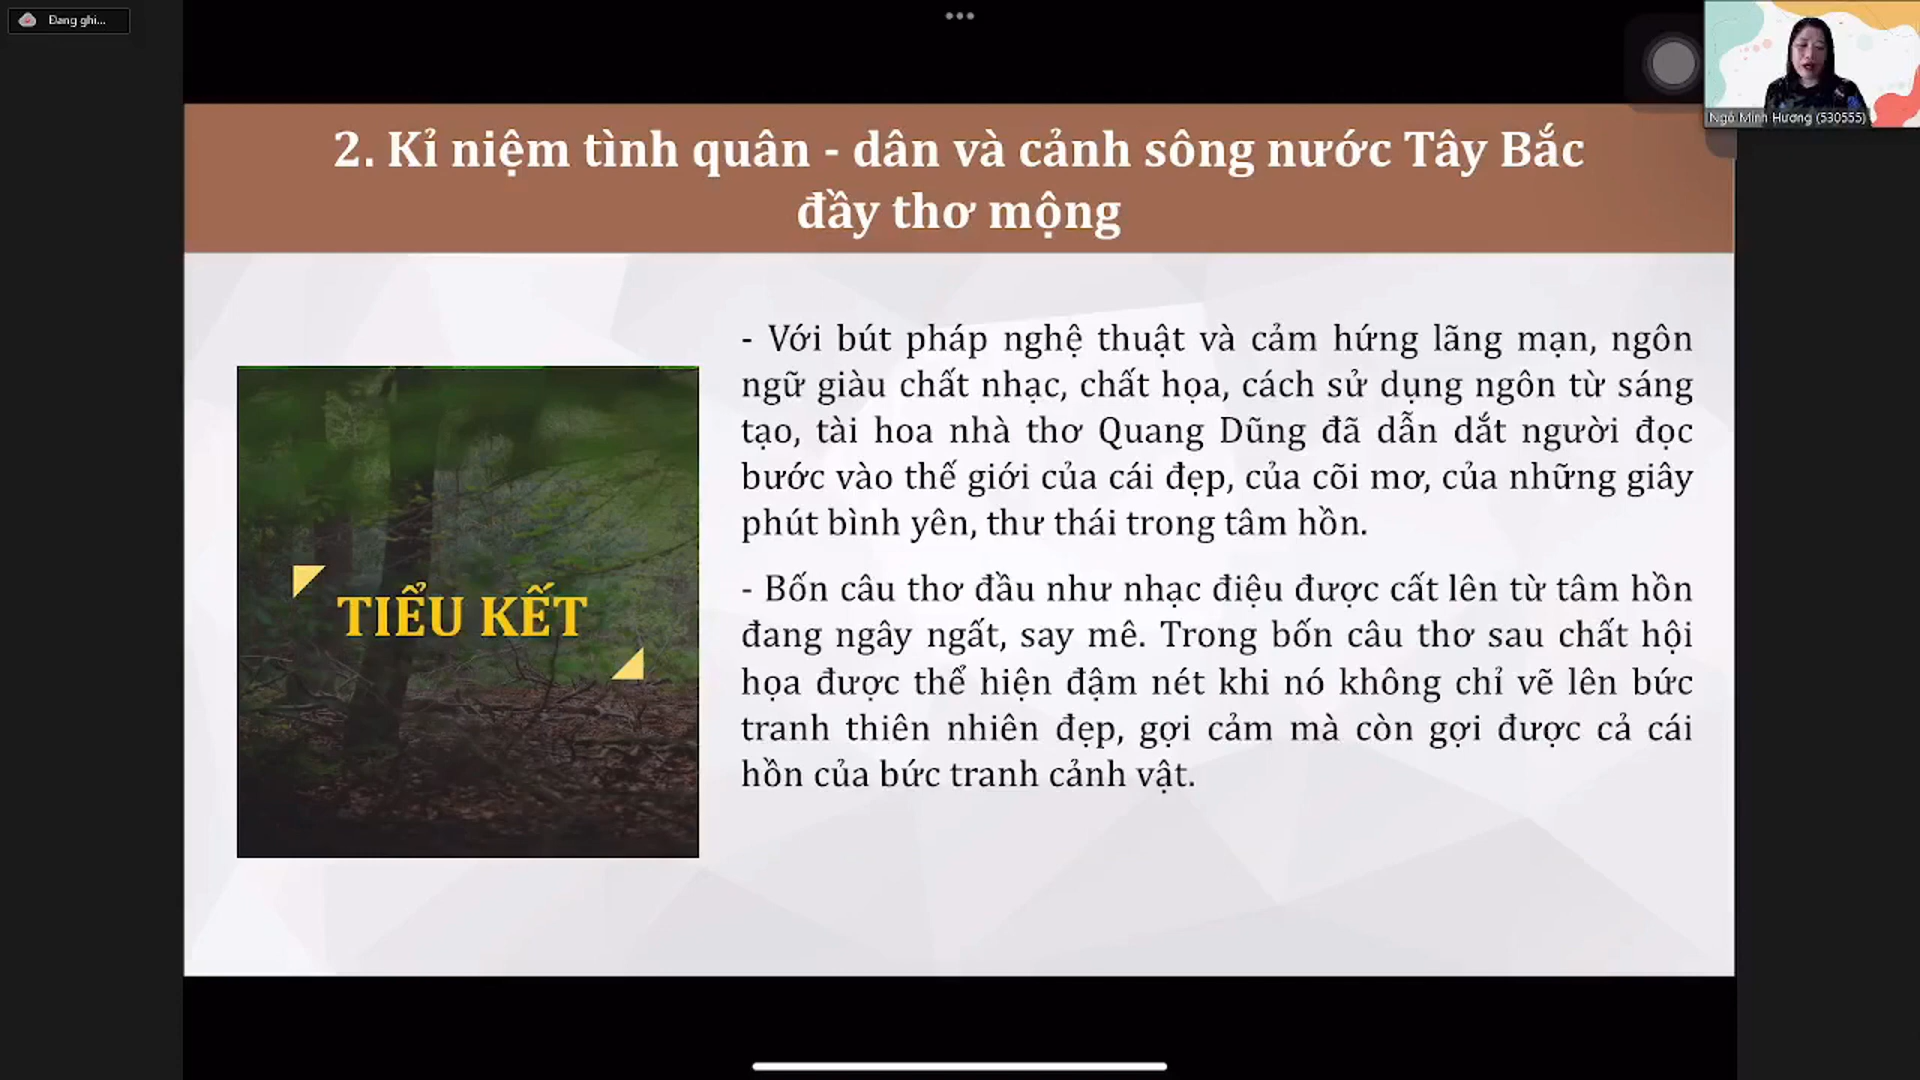 Đang ghi...
Ngô Minh Hương (530555)
2. Kỉ niệm tình quân - dân và cảnh sông nước Tây Bắc
đầy thơ mộng
TIỂU KẾT
- Với bút pháp nghệ thuật và cảm hứng lãng mạn, ngôn
ngữ giàu chất nhạc, chất họa, cách sử dụng ngôn từ sáng
tạo, tài hoa nhà thơ Quang Dũng đã dẫn dắt người đọc
bước vào thế giới của cái đẹp, của cõi mơ, của những giây
phút bình yên, thư thái trong tâm hồn.
- Bốn câu thơ đầu như nhạc điệu được cất lên từ tâm hồn
đang ngây ngất, say mê. Trong bốn câu thơ sau chất hội
họa được thể hiện đậm nét khi nó không chỉ vẽ lên bức
tranh thiên nhiên đẹp, gợi cảm mà còn gợi được cả cái
hồn của bức tranh cảnh vật.